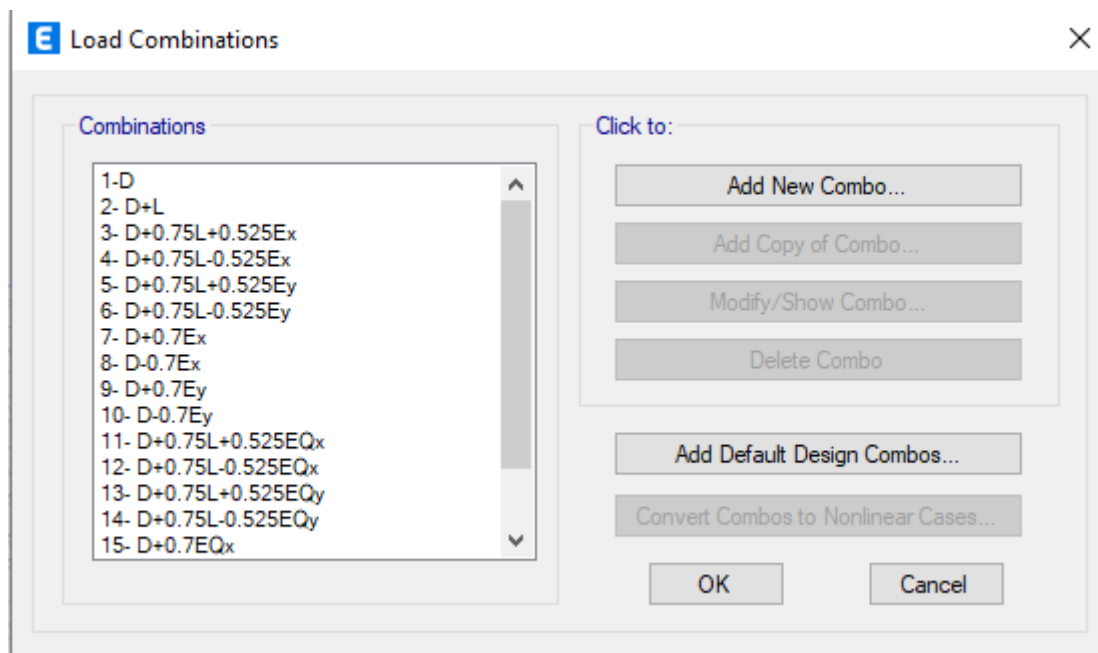 E Load Combinations
Combinations
1-D
2- D+L
3- D+0.75L+0.525Ex
4- D+0.75L-0.525Ex
5- D+0.75L+0.525Ey
6- D+0.75L-0.525Ey
7- D+0.7Ex
8- D-0.7Ex
9- D+0.7Ey
10- D-0.7Ey
11- D+0.75L+0.525EQx
12- D+0.75L-0.525EQx
13- D+0.75L+0.525EQy
14- D+0.75L-0.525EQy
15- D+0.7EQx
Click to:
Add New Combo...
Add Copy of Combo...
Modify/Show Combo...
Delete Combo
Add Default Design Combos...
Convert Combos to Nonlinear Cases...
OK
Cancel